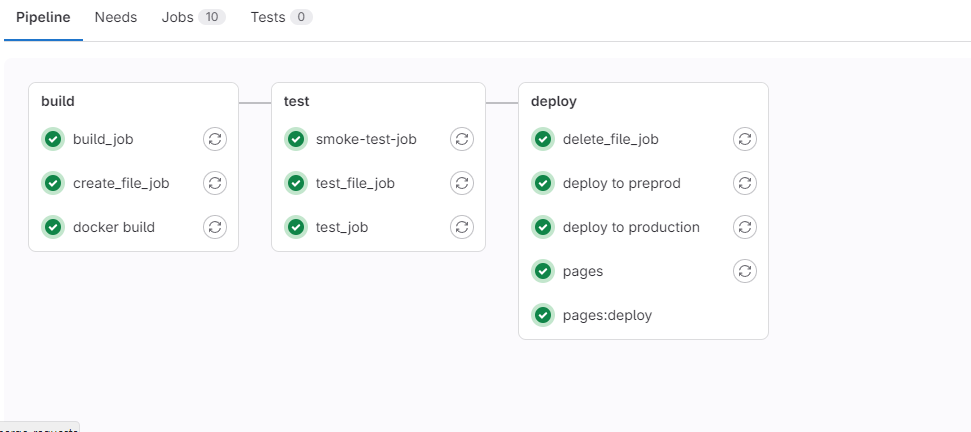 Pipeline Needs Jobs 10 Tests 0
build
build_job
create_file_job
docker build
test
smoke-test-job
test_file_job
test_job
deploy
delete_file_job
deploy to preprod
deploy to production
pages
pages:deploy